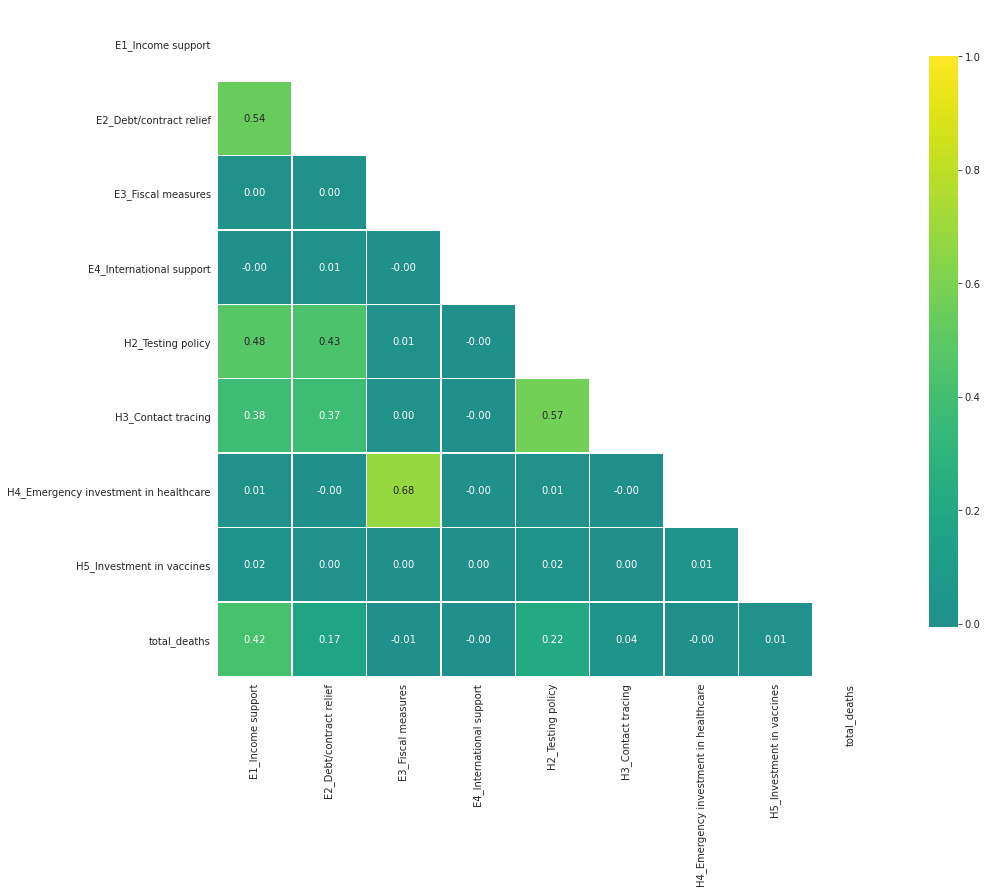 E1_Income support
E2_Debt/contract relief
0.54
E3_Fiscal measures
0.00 0.00
E4_International support
-0.00 0.01 -0.00
H2_Testing policy
0.48 0.43 0.01 -0.00
H3_Contact tracing
0.38 0.37 0.00 -0.00 0.57
H4_Emergency investment in healthcare
0.01 -0.00 0.68 -0.00 0.01 -0.00
H5_Investment in vaccines
0.02 0.00 0.00 0.00 0.02 0.00 0.01
total_deaths
0.42 0.17 -0.01 -0.00 0.22 0.04 -0.00 0.01
E1_Income support
E2_Debt/contract relief
E3_Fiscal measures
E4_International support
H2_Testing policy
H3_Contact tracing
H4_Emergency investment in healthcare
H5_Investment in vaccines
total_deaths
1.0
0.8
0.6
0.4
0.2
0.0